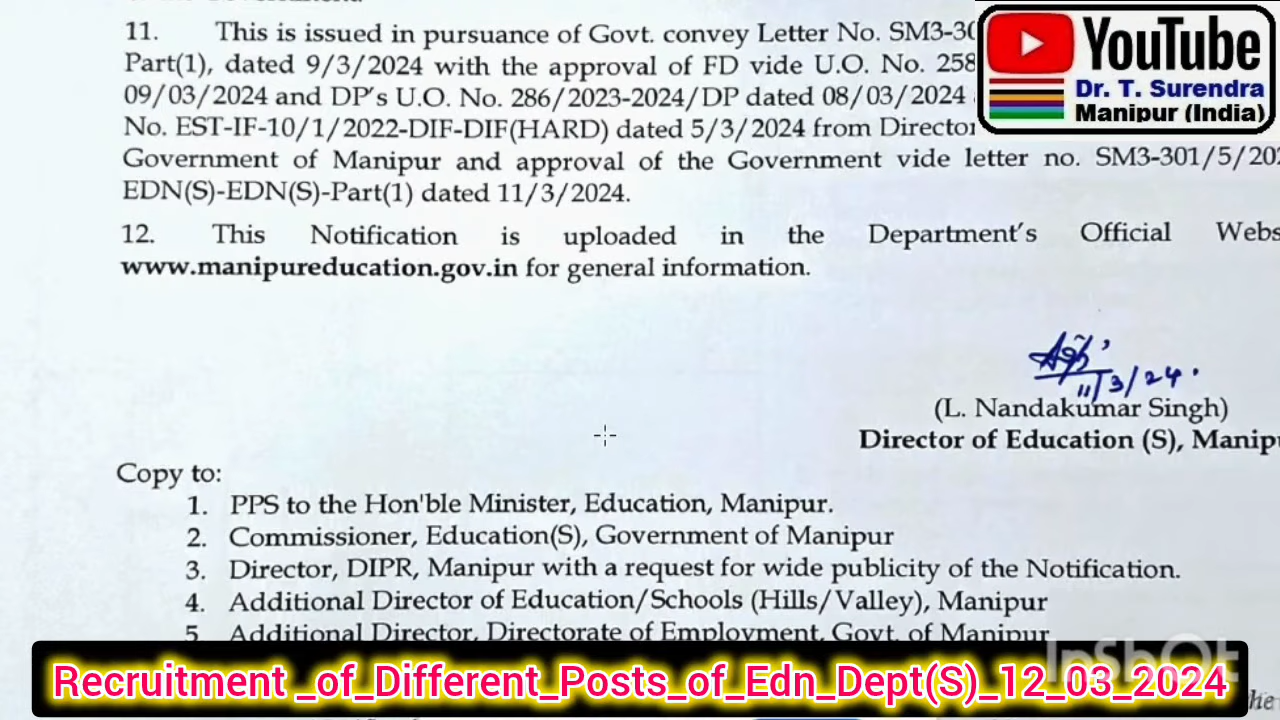 11. This is issued in pursuance of Govt. convey Letter No. SM3-30
Part(1), dated 9/3/2024 with the approval of FD vide U.O. No. 258
09/03/2024 and DP's U.O. No. 286/2023-2024/DP dated 08/03/2024
No. EST-IF-10/1/2022-DIF-DIF(HARD) dated 5/3/2024 from Director
Government of Manipur and approval of the Government vide letter no. SM3-301/5/202
EDN(S)-EDN(S)-Part(1) dated 11/3/2024.
12. This Notification is uploaded in the Department's Official Webs
www.manipureducation.gov.in for general information.
11/3/24.
(L. Nandakumar Singh)
Director of Education (S), Manipu
Copy to:
1. PPS to the Hon'ble Minister, Education, Manipur.
2. Commissioner, Education(S), Government of Manipur
3. Director, DIPR, Manipur with a request for wide publicity of the Notification.
4. Additional Director of Education/Schools (Hills/Valley), Manipur
5. Additional Director, Directorate of Employment, Govt. of Manipur
YouTube
Dr. T. Surendra
Manipur (India)
InShOt
Recruitment _of_Different_Posts_of_Edn_Dept(S)_12_03_2024
he